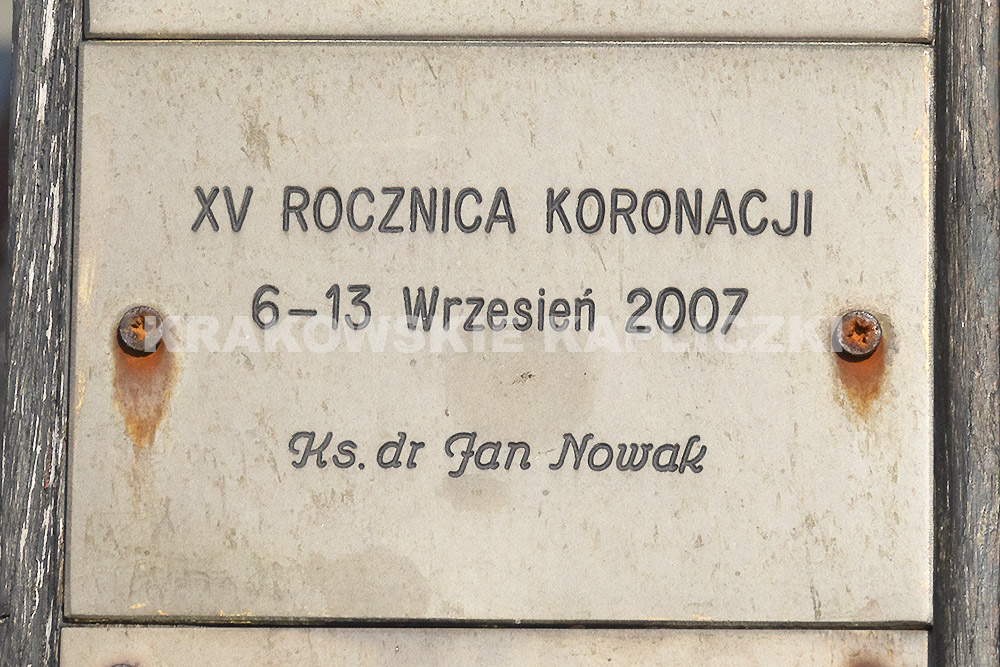 XV ROCZNICA KORONACJI
6–13 Wrzesień 2007
KRAKOWSKIE KAPLICZKI
Ks. dr Jan Nowak